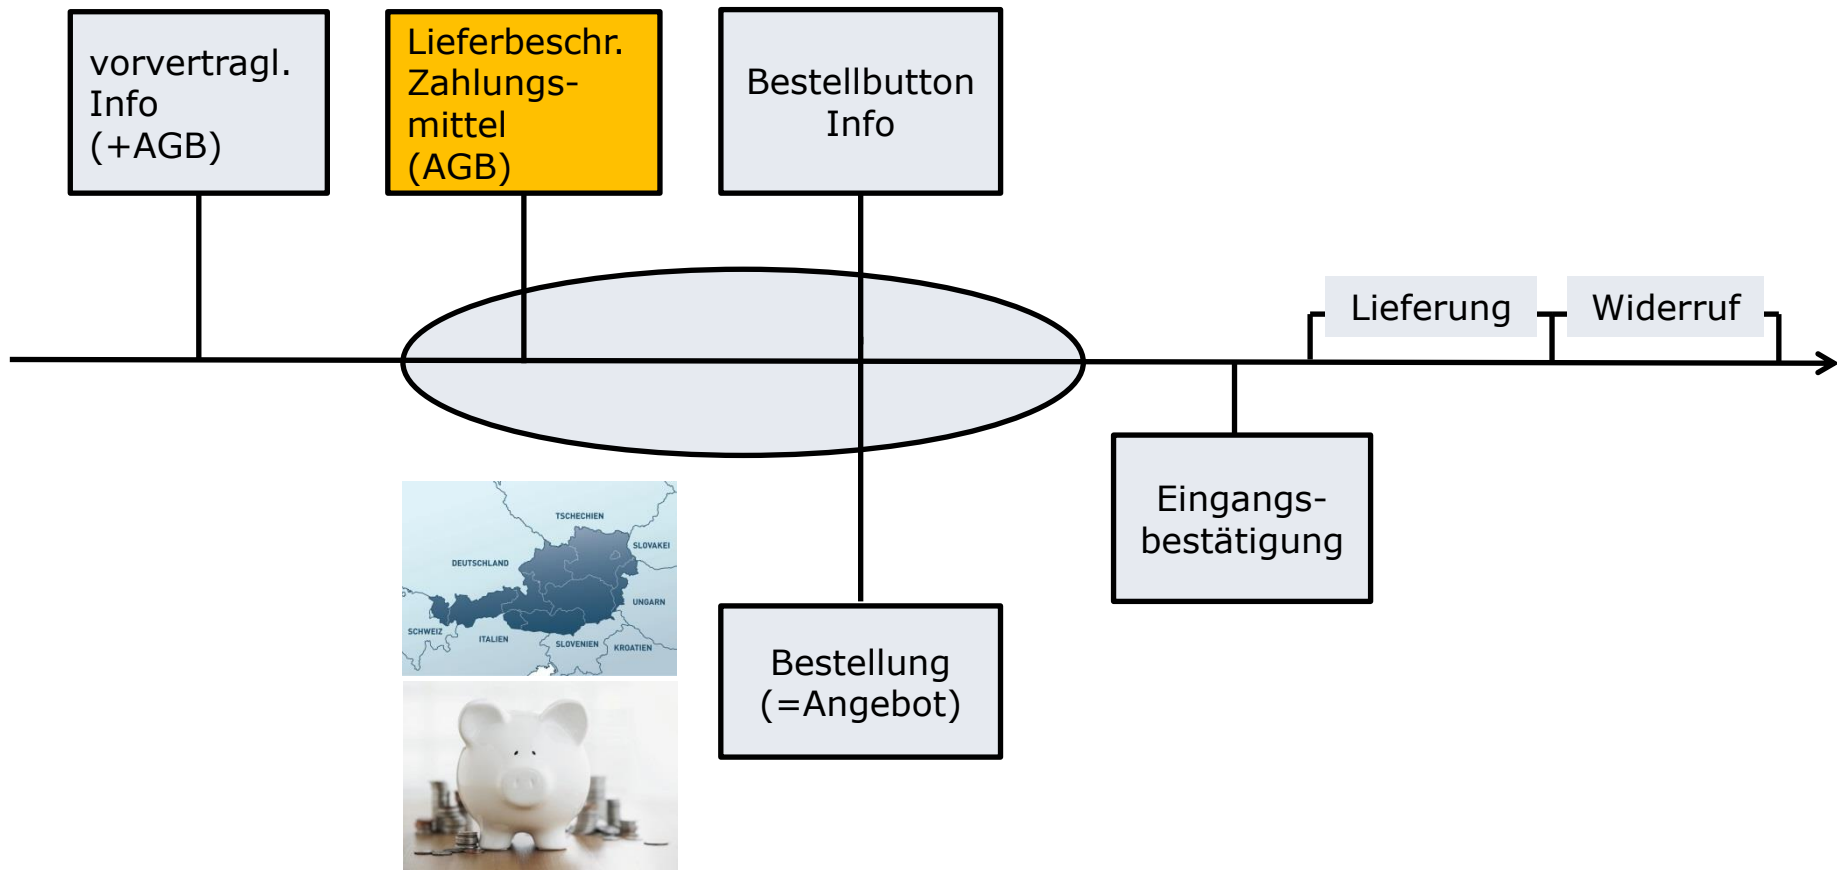 vorvertragl.
Info
(+AGB)
Lieferbeschr.
Zahlungs-
mittel
(AGB)
Bestellbutton
Info
Lieferung
Widerruf
Eingangs-
bestätigung
TSCHECHIEN
SLOVAKEI
DEUTSCHLAND
UNGARN
SCHWEIZ
ITALIEN
SLOVENIEN
KROATIEN
Bestellung
(=Angebot)